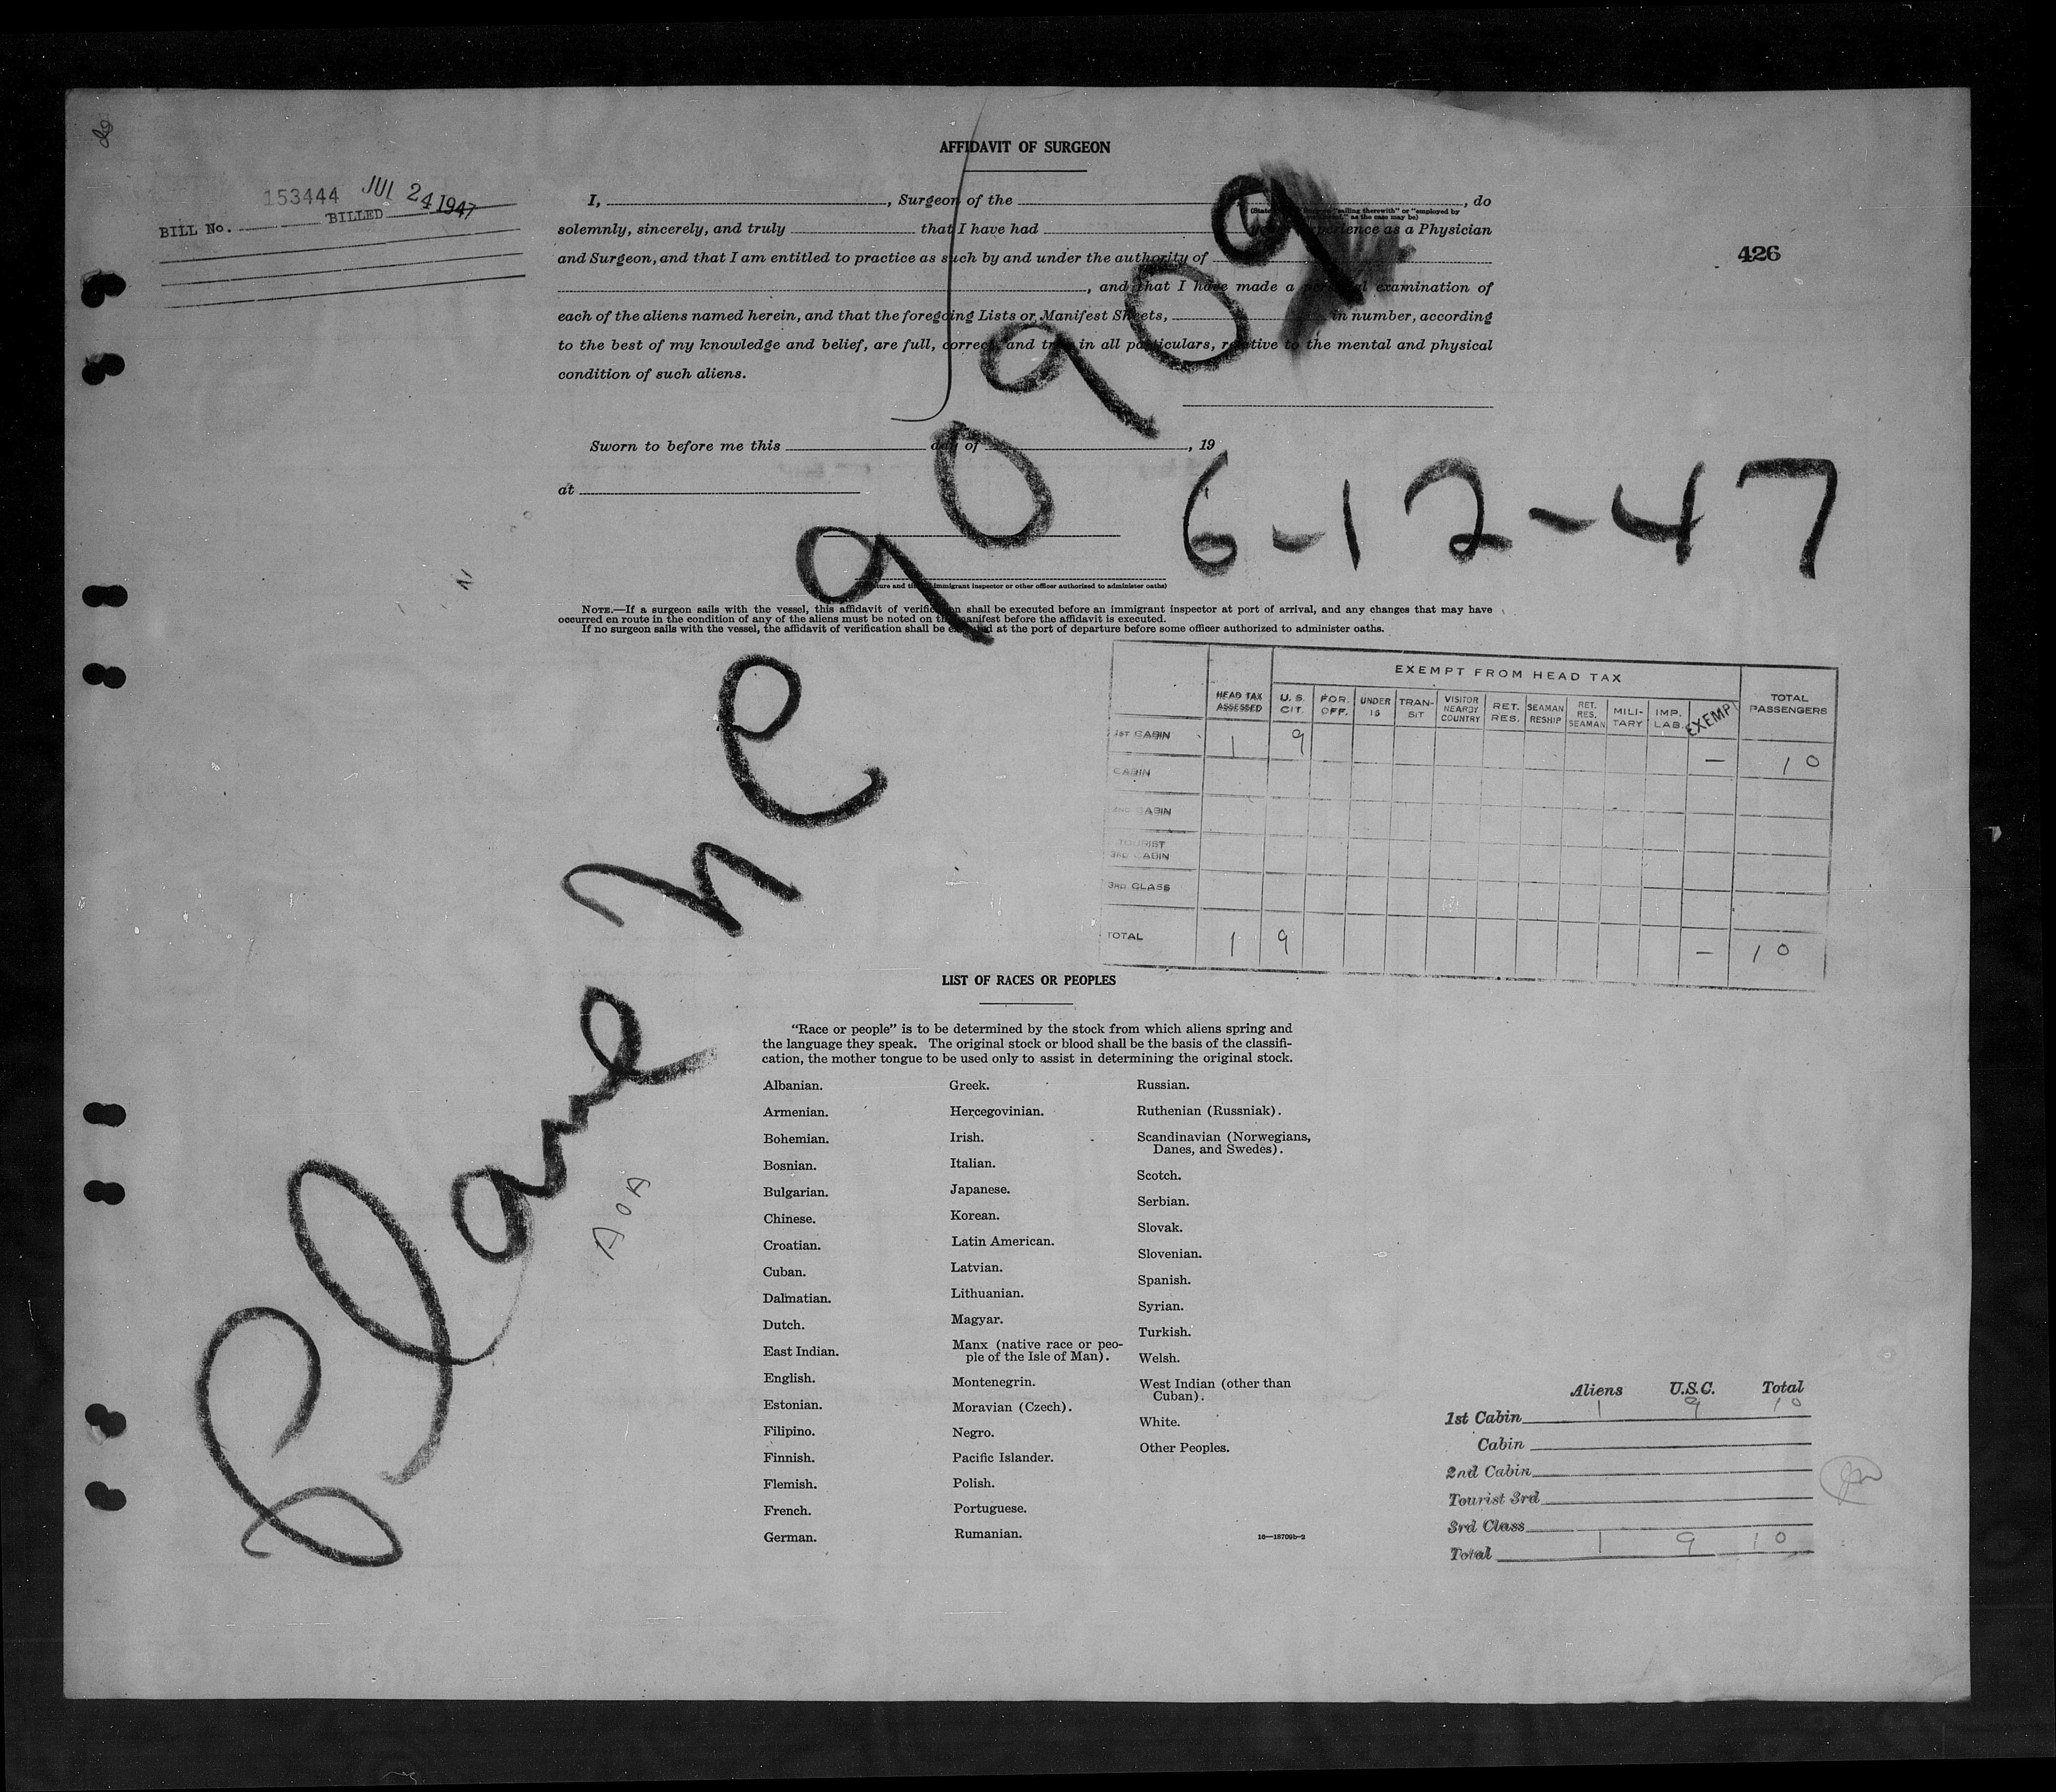 AFFIDAVIT OF SURGEON
153444 JUL 24 1947
BILL No. BILLED
I, , Surgeon of the , do
solemnly, sincerely, and truly that I have had experience as a Physician
and Surgeon, and that I am entitled to practice as such by and under the authority of
426
, and that I have made a personal examination of
each of the aliens named herein, and that the foregoing Lists or Manifest Sheets, in number, according
to the best of my knowledge and belief, are full, correct, and true in all particulars, relative to the mental and physical
condition of such aliens.
Sworn to before me this day of , 19
at
6-12-47
Plane NC 90909
immigrant inspector or other officer authorized to administer oaths)
NOTE.—If a surgeon sails with the vessel, this affidavit of verification shall be executed before an immigrant inspector at port of arrival, and any changes that may have
occurred en route in the condition of any of the aliens must be noted on the manifest before the affidavit is executed.
If no surgeon sails with the vessel, the affidavit of verification shall be executed at the port of departure before some officer authorized to administer oaths.
EXEMPT FROM HEAD TAX
HEAD TAX ASSESSED U. S. CIT. FOR. OFF. UNDER 16 TRAN-SIT VISITOR NEARBY COUNTRY RET. RES. SEAMAN RESHIP RET. RES. SEAMAN MILI-TARY IMP. LAB. EXEMP TOTAL PASSENGERS
1ST CABIN 1 9 — 10
CABIN
2ND CABIN
TOURIST
3RD CABIN
3RD CLASS
TOTAL 1 9 — 10
LIST OF RACES OR PEOPLES
"Race or people" is to be determined by the stock from which aliens spring and
the language they speak. The original stock or blood shall be the basis of the classifi-
cation, the mother tongue to be used only to assist in determining the original stock.
AOA
Albanian.
Armenian.
Bohemian.
Bosnian.
Bulgarian.
Chinese.
Croatian.
Cuban.
Dalmatian.
Dutch.
East Indian.
English.
Estonian.
Filipino.
Finnish.
Flemish.
French.
German.
Greek.
Hercegovinian.
Irish.
Italian.
Japanese.
Korean.
Latin American.
Latvian.
Lithuanian.
Magyar.
Manx (native race or peo-
ple of the Isle of Man).
Montenegrin.
Moravian (Czech).
Negro.
Pacific Islander.
Polish.
Portuguese.
Rumanian.
Russian.
Ruthenian (Russniak).
Scandinavian (Norwegians,
Danes, and Swedes).
Scotch.
Serbian.
Slovak.
Slovenian.
Spanish.
Syrian.
Turkish.
Welsh.
West Indian (other than
Cuban).
White.
Other Peoples.
16—15709b-2
Aliens U.S.C. Total
1st Cabin 1 9 10
Cabin
2nd Cabin
Tourist 3rd
3rd Class
Total 1 9 10